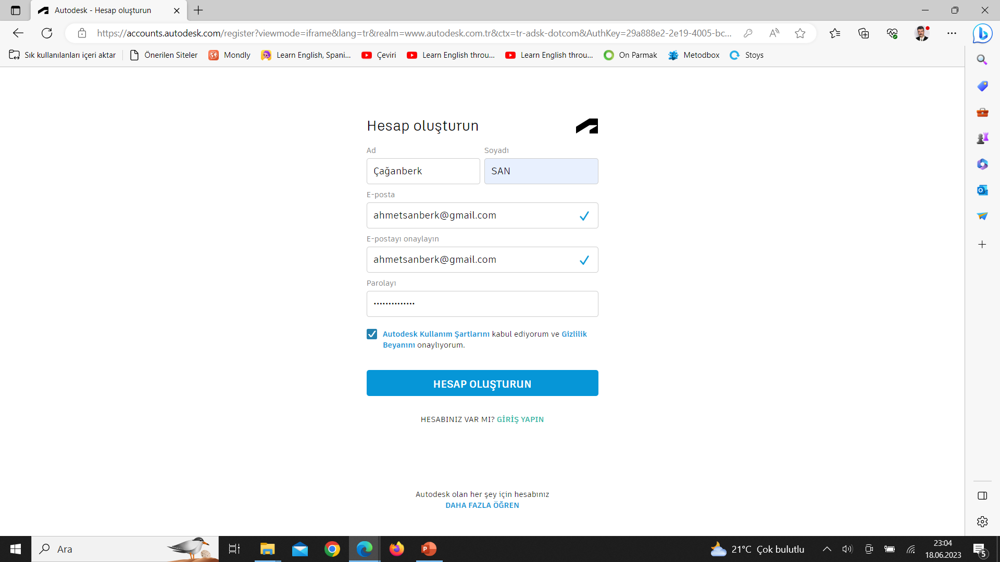 Autodesk - Hesap oluşturun
https://accounts.autodesk.com/register?viewmode=iframe&lang=tr&realm=www.autodesk.com.tr&ctx=tr-adsk-dotcom&AuthKey=29a888e2-2e19-4005-bc...
Sık kullanılanları içeri aktar
Önerilen Siteler
Mondly
Learn English, Spani...
Çeviri
Learn English throu...
Learn English throu...
On Parmak
Metodbox
Stoys
Hesap oluşturun
Ad
Soyadı
Çağanberk
SAN
E-posta
ahmetsanberk@gmail.com
E-postayı onaylayın
ahmetsanberk@gmail.com
Parolayı
••••••••••••••
Autodesk Kullanım Şartlarını kabul ediyorum ve Gizlilik
Beyanını onaylıyorum.
HESAP OLUŞTURUN
HESABINIZ VAR MI? GİRİŞ YAPIN
Autodesk olan her şey için hesabınız
DAHA FAZLA ÖĞREN
Ara
21°C Çok bulutlu
23:04
18.06.2023
5